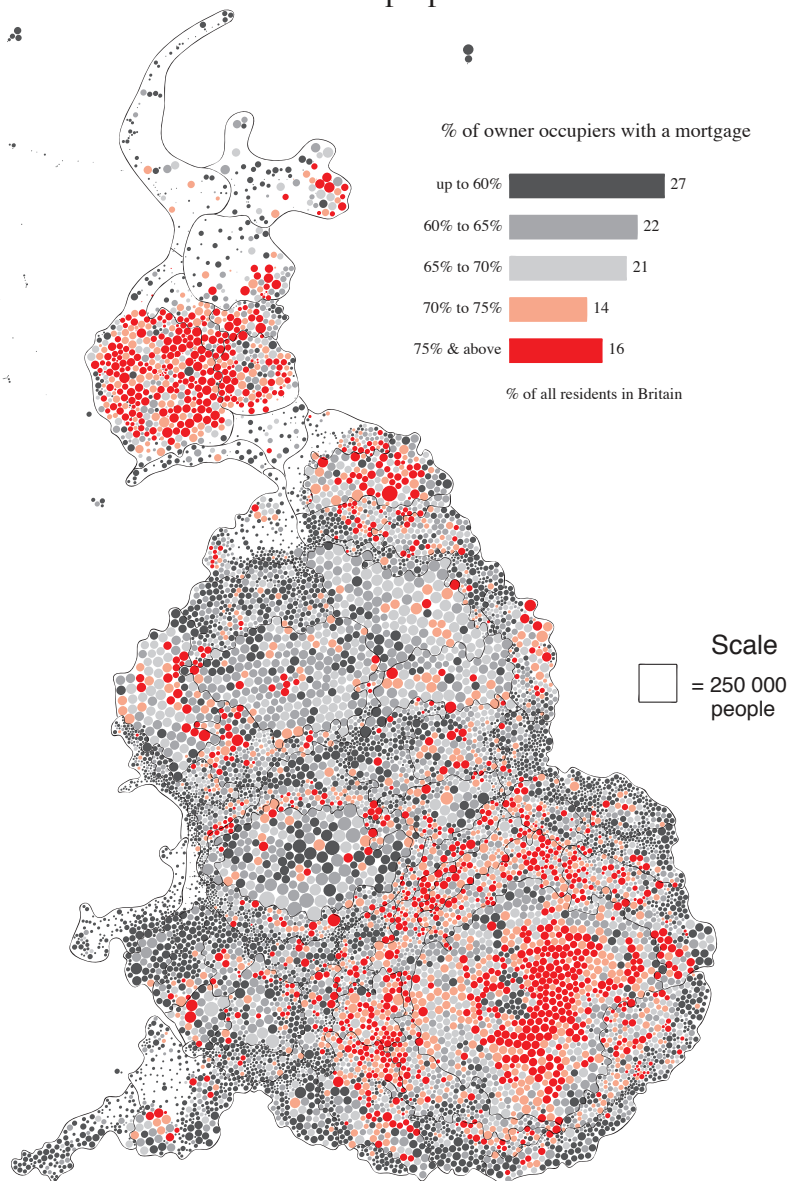 % of owner occupiers with a mortgage
up to 60% 27
60% to 65% 22
65% to 70% 21
70% to 75% 14
75% & above 16
% of all residents in Britain
Scale
= 250 000
people